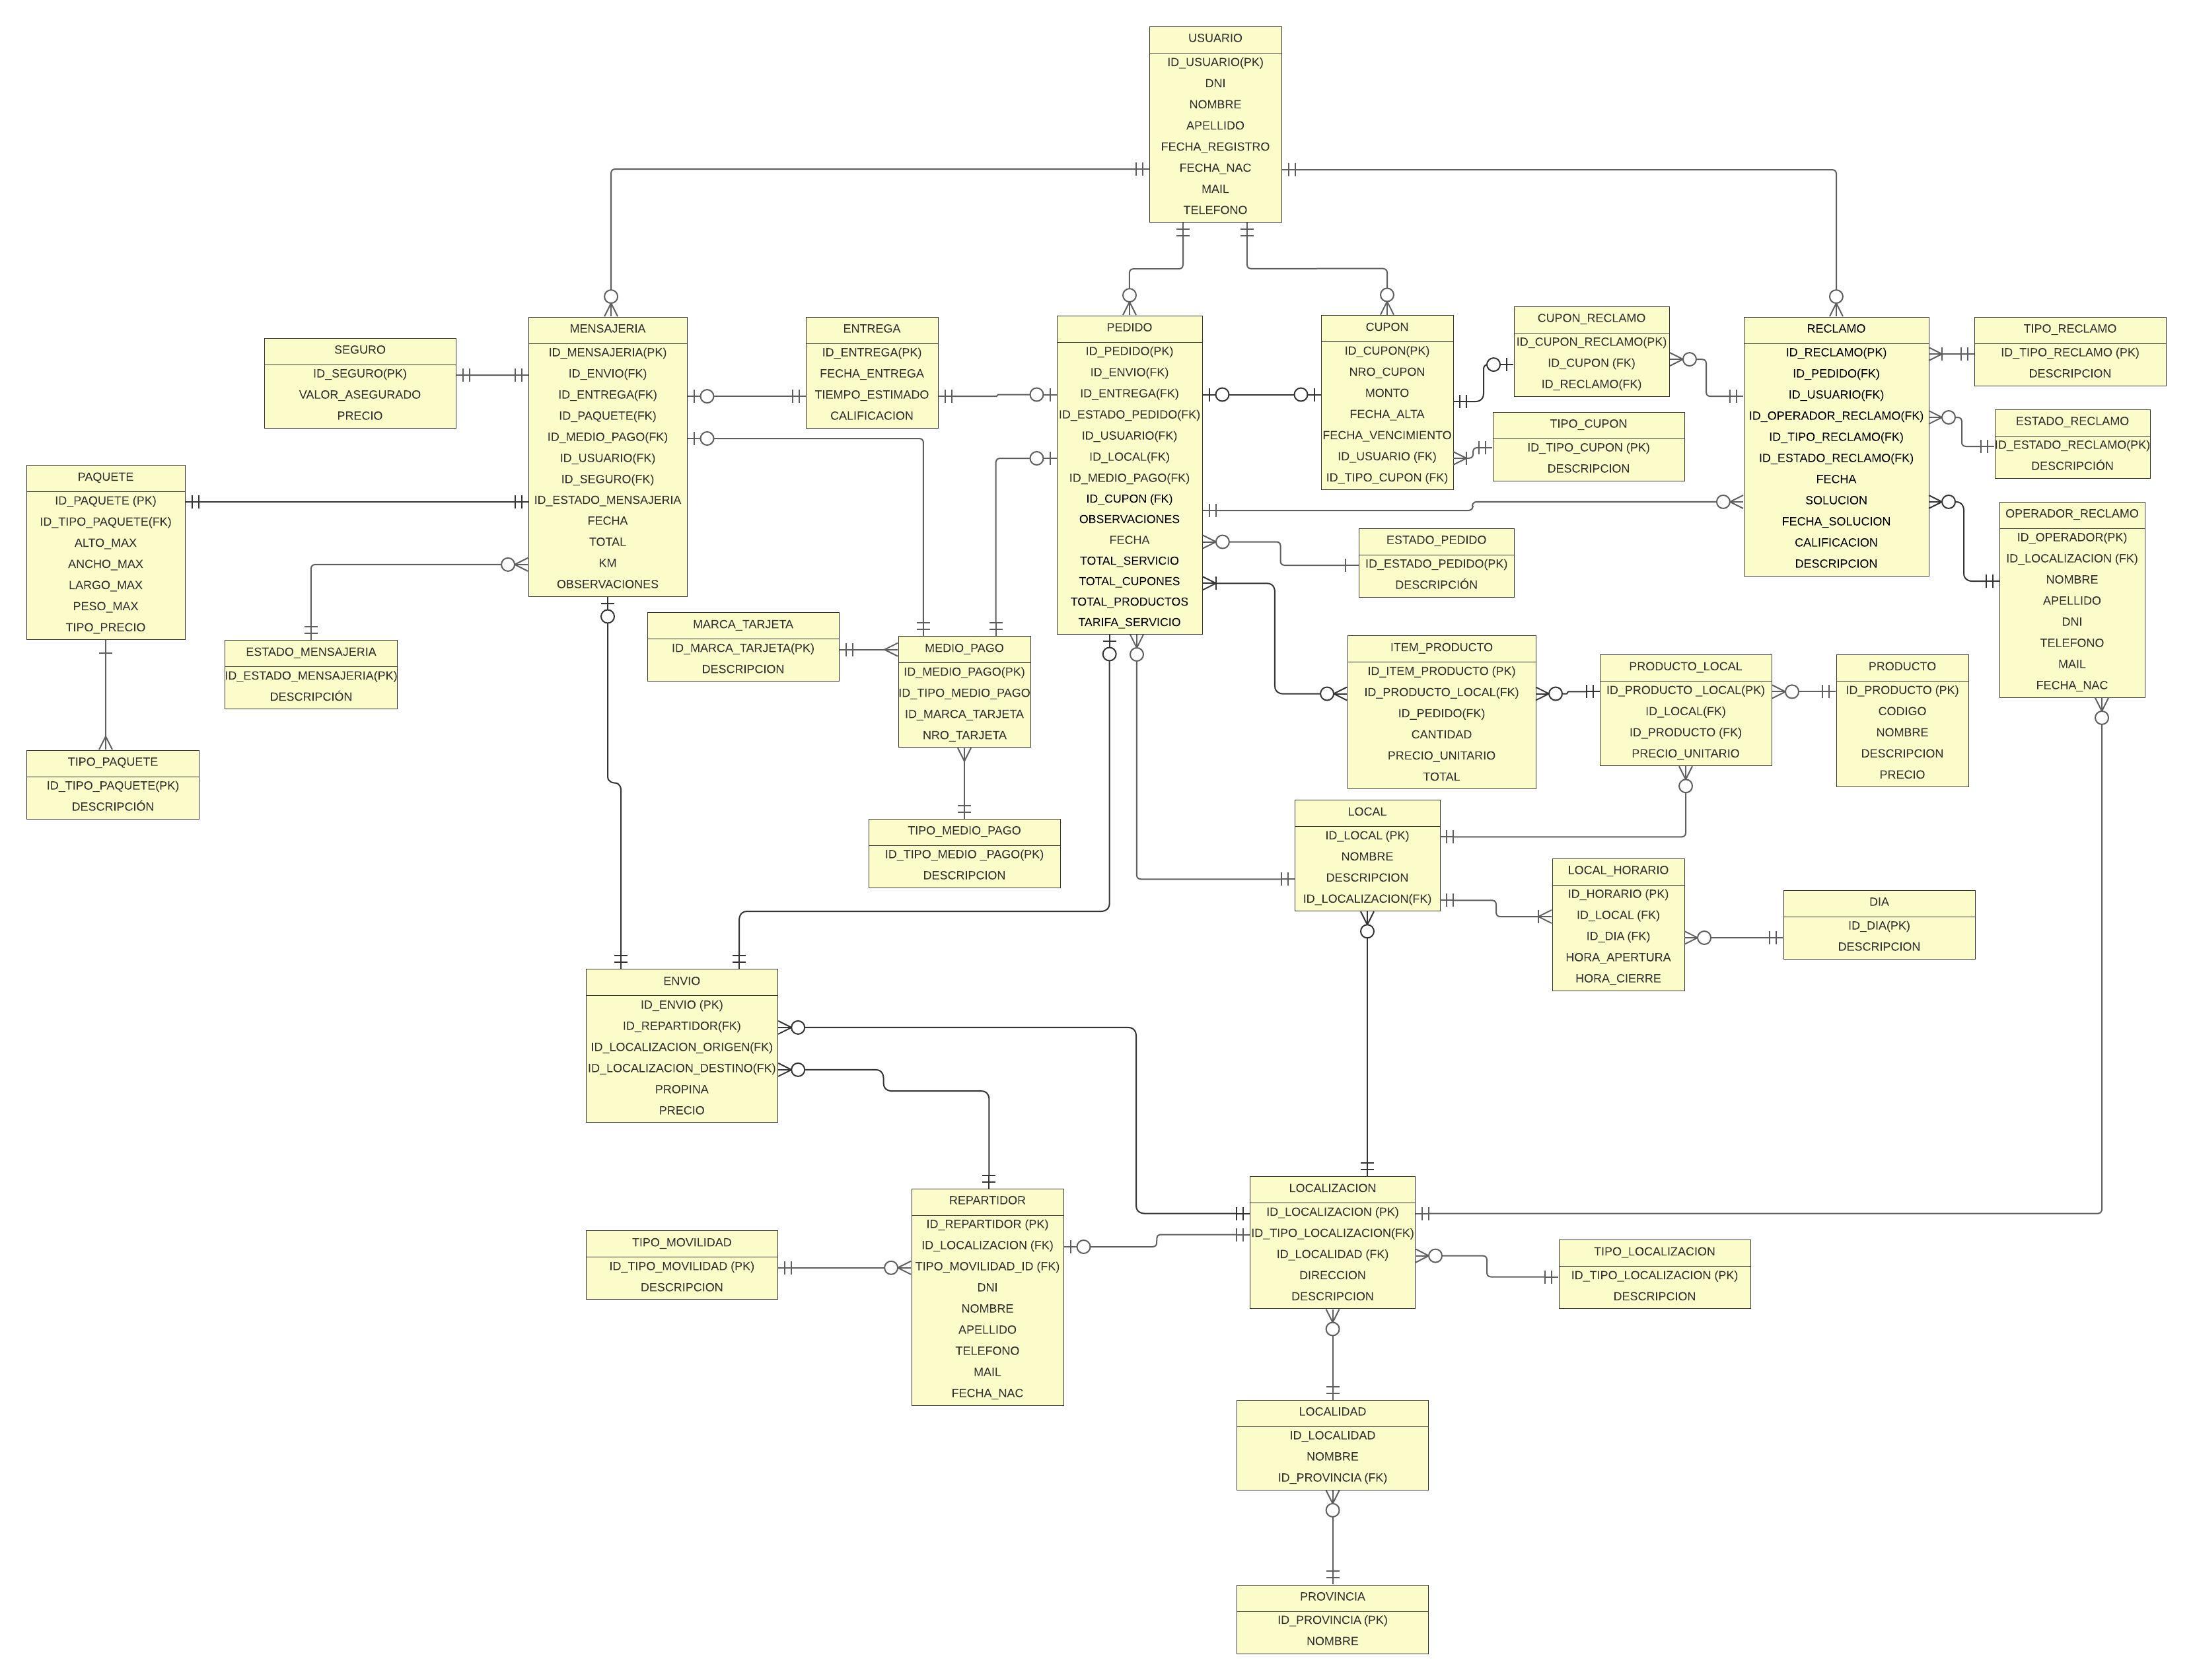 USUARIO
ID_USUARIO(PK)
DNI
NOMBRE
APELLIDO
FECHA_REGISTRO
FECHA_NAC
MAIL
TELEFONO
SEGURO
ID_SEGURO(PK)
VALOR_ASEGURADO
PRECIO
MENSAJERIA
ID_MENSAJERIA(PK)
ID_ENVIO(FK)
ID_ENTREGA(FK)
ID_PAQUETE(FK)
ID_MEDIO_PAGO(FK)
ID_USUARIO(FK)
ID_SEGURO(FK)
ID_ESTADO_MENSAJERIA
FECHA
TOTAL
KM
OBSERVACIONES
ENTREGA
ID_ENTREGA(PK)
FECHA_ENTREGA
TIEMPO_ESTIMADO
CALIFICACION
PEDIDO
ID_PEDIDO(PK)
ID_ENVIO(FK)
ID_ENTREGA(FK)
ID_ESTADO_PEDIDO(FK)
ID_USUARIO(FK)
ID_LOCAL(FK)
ID_MEDIO_PAGO(FK)
ID_CUPON (FK)
OBSERVACIONES
FECHA
TOTAL_SERVICIO
TOTAL_CUPONES
TOTAL_PRODUCTOS
TARIFA_SERVICIO
CUPON
ID_CUPON(PK)
NRO_CUPON
MONTO
FECHA_ALTA
FECHA_VENCIMIENTO
ID_USUARIO (FK)
ID_TIPO_CUPON (FK)
CUPON_RECLAMO
ID_CUPON_RECLAMO(PK)
ID_CUPON (FK)
ID_RECLAMO(FK)
TIPO_CUPON
ID_TIPO_CUPON (PK)
DESCRIPCION
RECLAMO
ID_RECLAMO(PK)
ID_PEDIDO(FK)
ID_USUARIO(FK)
ID_OPERADOR_RECLAMO(FK)
ID_TIPO_RECLAMO(FK)
ID_ESTADO_RECLAMO(FK)
FECHA
SOLUCION
FECHA_SOLUCION
CALIFICACION
DESCRIPCION
TIPO_RECLAMO
ID_TIPO_RECLAMO (PK)
DESCRIPCION
ESTADO_RECLAMO
ID_ESTADO_RECLAMO(PK)
DESCRIPCIÓN
OPERADOR_RECLAMO
ID_OPERADOR(PK)
ID_LOCALIZACION (FK)
NOMBRE
APELLIDO
DNI
TELEFONO
MAIL
FECHA_NAC
PAQUETE
ID_PAQUETE (PK)
ID_TIPO_PAQUETE(FK)
ALTO_MAX
ANCHO_MAX
LARGO_MAX
PESO_MAX
TIPO_PRECIO
ESTADO_MENSAJERIA
ID_ESTADO_MENSAJERIA(PK)
DESCRIPCIÓN
TIPO_PAQUETE
ID_TIPO_PAQUETE(PK)
DESCRIPCIÓN
MARCA_TARJETA
ID_MARCA_TARJETA(PK)
DESCRIPCION
MEDIO_PAGO
ID_MEDIO_PAGO(PK)
ID_TIPO_MEDIO_PAGO
ID_MARCA_TARJETA
NRO_TARJETA
TIPO_MEDIO_PAGO
ID_TIPO_MEDIO _PAGO(PK)
DESCRIPCION
ESTADO_PEDIDO
ID_ESTADO_PEDIDO(PK)
DESCRIPCIÓN
ITEM_PRODUCTO
ID_ITEM_PRODUCTO (PK)
ID_PRODUCTO_LOCAL(FK)
ID_PEDIDO(FK)
CANTIDAD
PRECIO_UNITARIO
TOTAL
PRODUCTO_LOCAL
ID_PRODUCTO _LOCAL(PK)
ID_LOCAL(FK)
ID_PRODUCTO (FK)
PRECIO_UNITARIO
PRODUCTO
ID_PRODUCTO (PK)
CODIGO
NOMBRE
DESCRIPCION
PRECIO
LOCAL
ID_LOCAL (PK)
NOMBRE
DESCRIPCION
ID_LOCALIZACION(FK)
LOCAL_HORARIO
ID_HORARIO (PK)
ID_LOCAL (FK)
ID_DIA (FK)
HORA_APERTURA
HORA_CIERRE
DIA
ID_DIA(PK)
DESCRIPCION
ENVIO
ID_ENVIO (PK)
ID_REPARTIDOR(FK)
ID_LOCALIZACION_ORIGEN(FK)
ID_LOCALIZACION_DESTINO(FK)
PROPINA
PRECIO
TIPO_MOVILIDAD
ID_TIPO_MOVILIDAD (PK)
DESCRIPCION
REPARTIDOR
ID_REPARTIDOR (PK)
ID_LOCALIZACION (FK)
TIPO_MOVILIDAD_ID (FK)
DNI
NOMBRE
APELLIDO
TELEFONO
MAIL
FECHA_NAC
LOCALIZACION
ID_LOCALIZACION (PK)
ID_TIPO_LOCALIZACION(FK)
ID_LOCALIDAD (FK)
DIRECCION
DESCRIPCION
TIPO_LOCALIZACION
ID_TIPO_LOCALIZACION (PK)
DESCRIPCION
LOCALIDAD
ID_LOCALIDAD
NOMBRE
ID_PROVINCIA (FK)
PROVINCIA
ID_PROVINCIA (PK)
NOMBRE